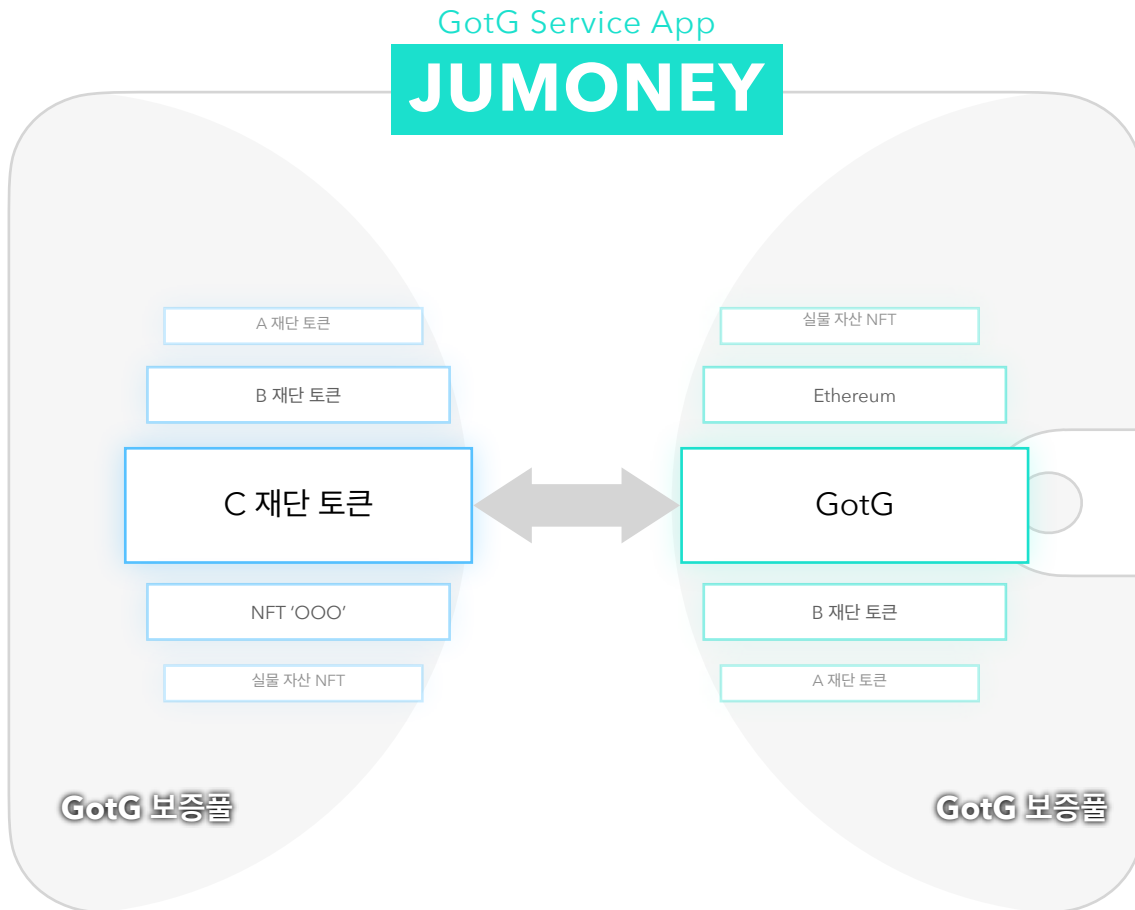 GotG Service App
JUMONEY
A 재단 토큰
B 재단 토큰
C 재단 토큰
NFT ‘OOO’
실물 자산 NFT
GotG 보증풀
실물 자산 NFT
Ethereum
GotG
B 재단 토큰
A 재단 토큰
GotG 보증풀